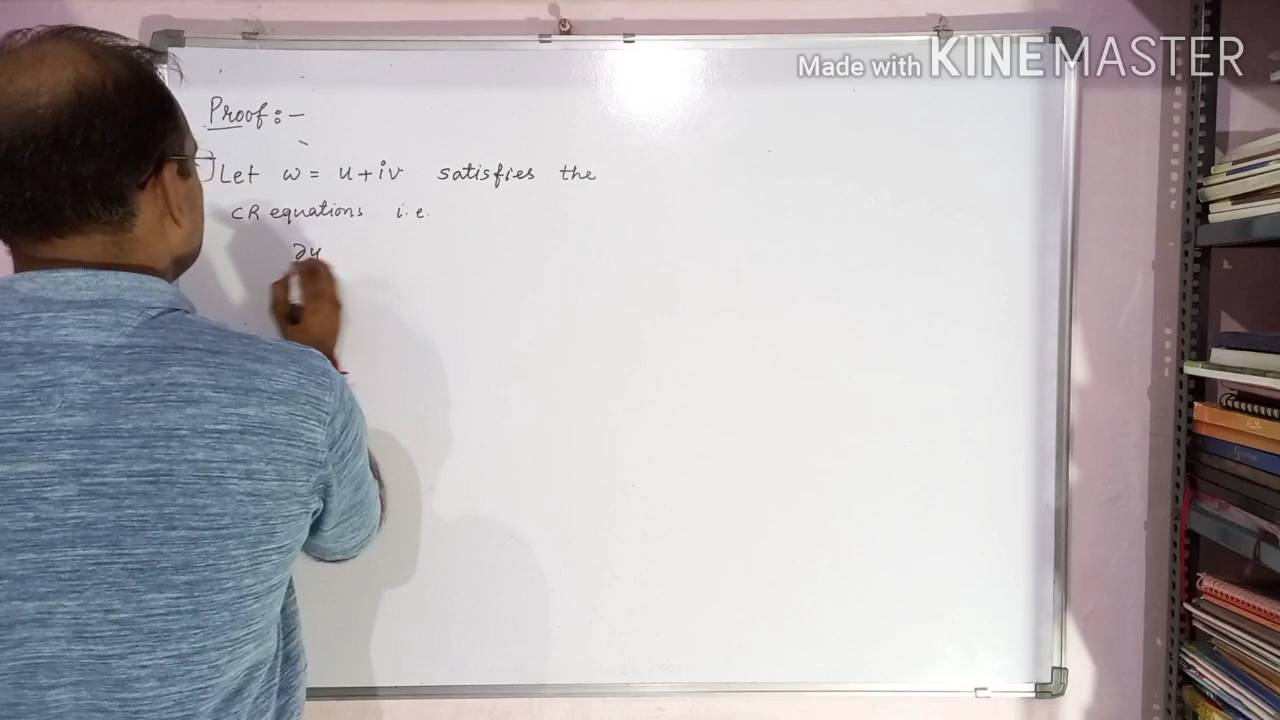 Made with KINEMASTER
Proof:-
Let w = u+iv satisfies the
CR equations i.e.
∂u